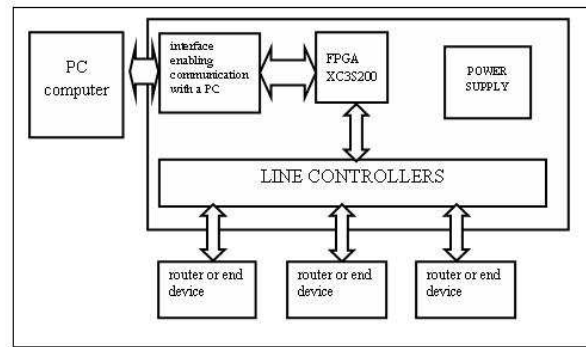 PC
computer
interface
enabling
communication
with a PC
FPGA
XC3S200
POWER
SUPPLY
LINE CONTROLLERS
router or end
device
router or end
device
router or end
device